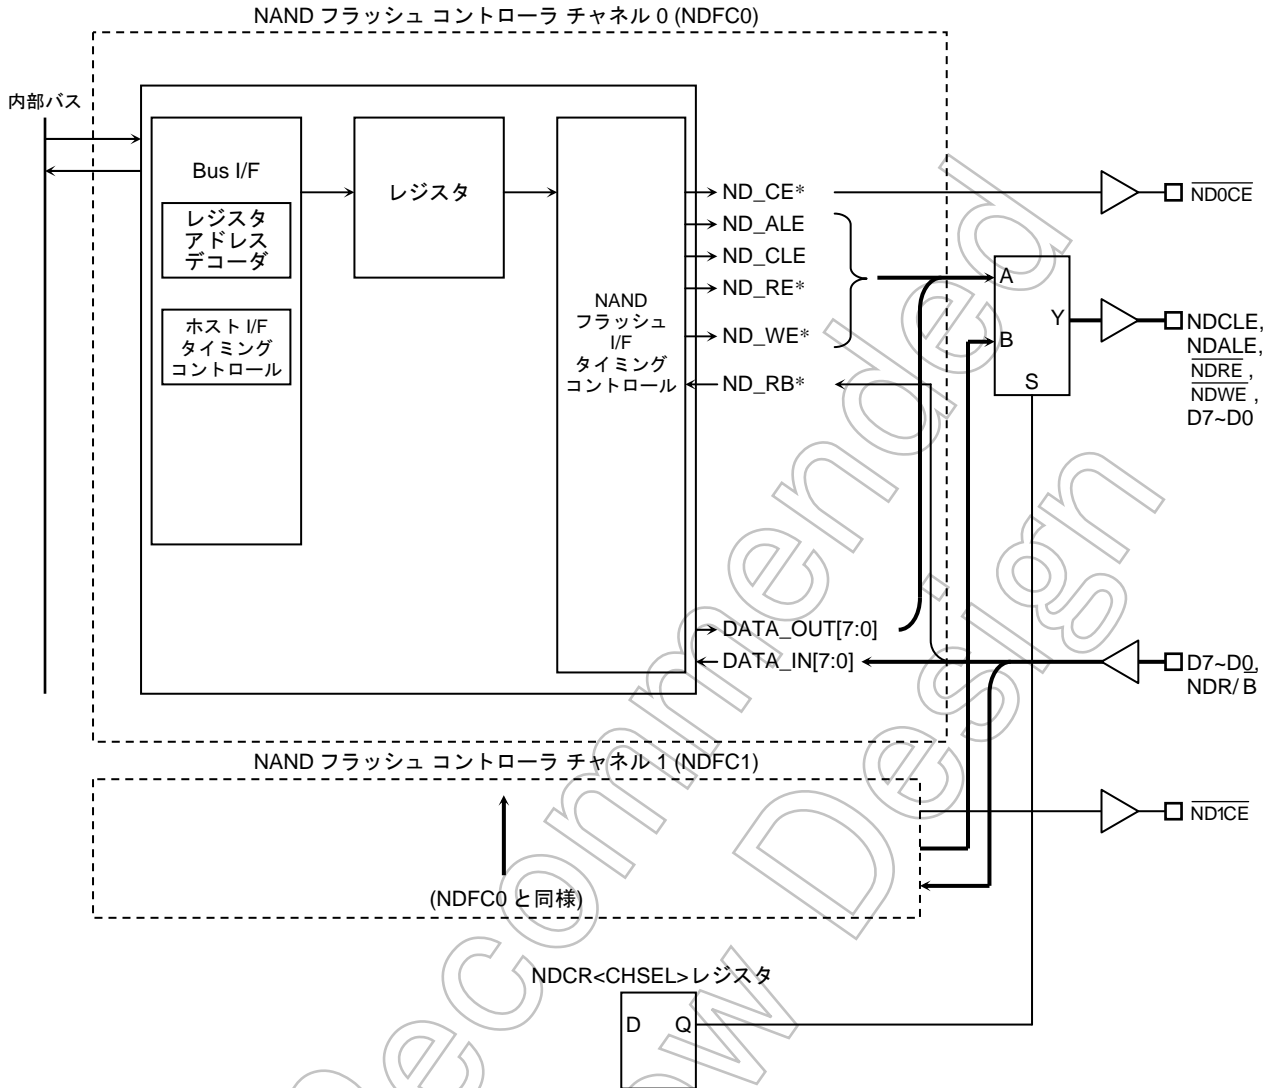 NAND フラッシュ コントローラ チャネル 0 (NDFC0)
内部バス
Bus I/F
レジスタ
アドレス
デコーダ
ホスト I/F
タイミング
コントロール
レジスタ
NAND
フラッシュ
I/F
タイミング
コントロール
ND_CE*
ND_ALE
ND_CLE
ND_RE*
ND_WE*
ND_RB*
DATA_OUT[7:0]
DATA_IN[7:0]
A
B
Y
S
ND0CE
NDCLE,
NDALE,
NDRE,
NDWE,
D7~D0
D7~D0,
NDR/B
NAND フラッシュ コントローラ チャネル 1 (NDFC1)
(NDFC0 と同様)
ND1CE
NDCR<CHSEL>レジスタ
D Q
Recommended
Design